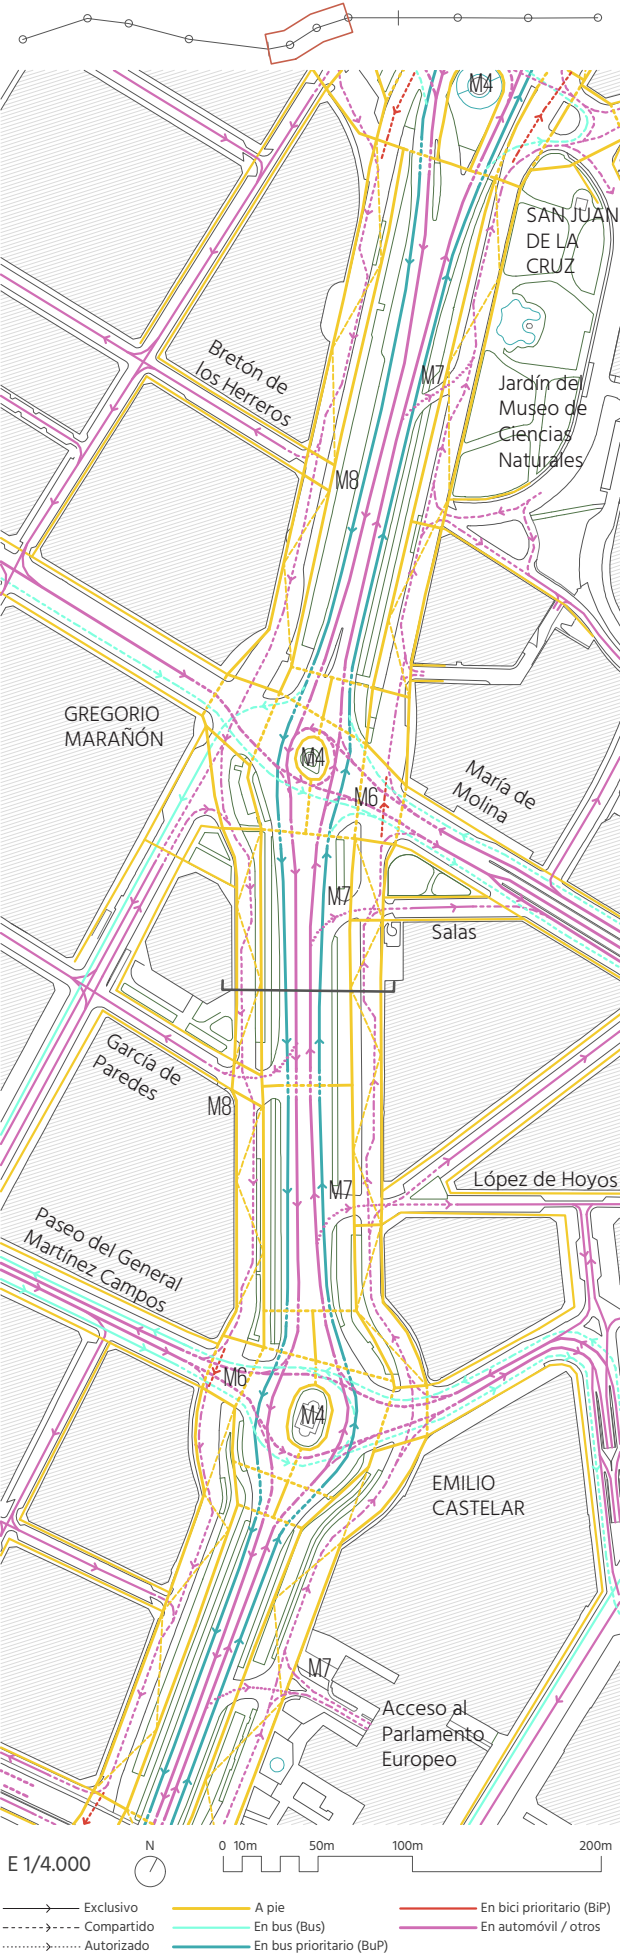 M4
SAN JUAN
DE LA
CRUZ
Bretón de
los Herreros
M7
Jardín del
Museo de
Ciencias
Naturales
M8
GREGORIO
MARAÑÓN
M4
M6
María de
Molina
M7
Salas
García de
Paredes
M8
M7
López de Hoyos
Paseo del General
Martínez Campos
M6
M4
EMILIO
CASTELAR
M7
Acceso al
Parlamento
Europeo
E 1/4.000
N
0 10m 50m 100m 200m
Exclusivo A pie En bici prioritario (BiP)
Compartido En bus (Bus) En automóvil / otros
Autorizado En bus prioritario (BuP)